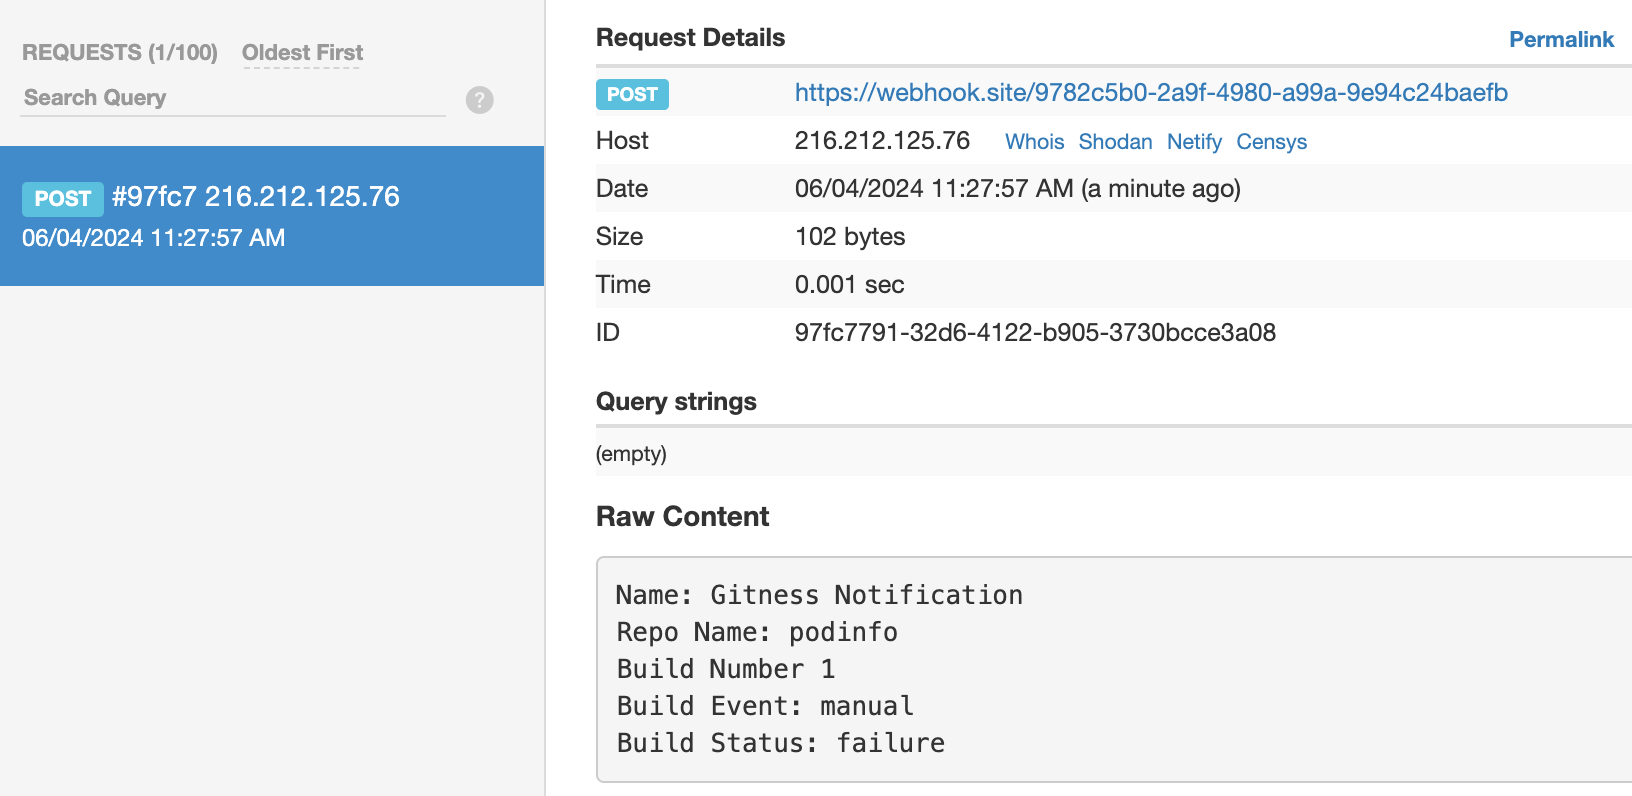 REQUESTS (1/100) Oldest First
Search Query ?
POST #97fc7 216.212.125.76
06/04/2024 11:27:57 AM
Request Details Permalink
POST https://webhook.site/9782c5b0-2a9f-4980-a99a-9e94c24baefb
Host 216.212.125.76 Whois Shodan Netify Censys
Date 06/04/2024 11:27:57 AM (a minute ago)
Size 102 bytes
Time 0.001 sec
ID 97fc7791-32d6-4122-b905-3730bcce3a08
Query strings
(empty)
Raw Content
Name: Gitness Notification
Repo Name: podinfo
Build Number 1
Build Event: manual
Build Status: failure